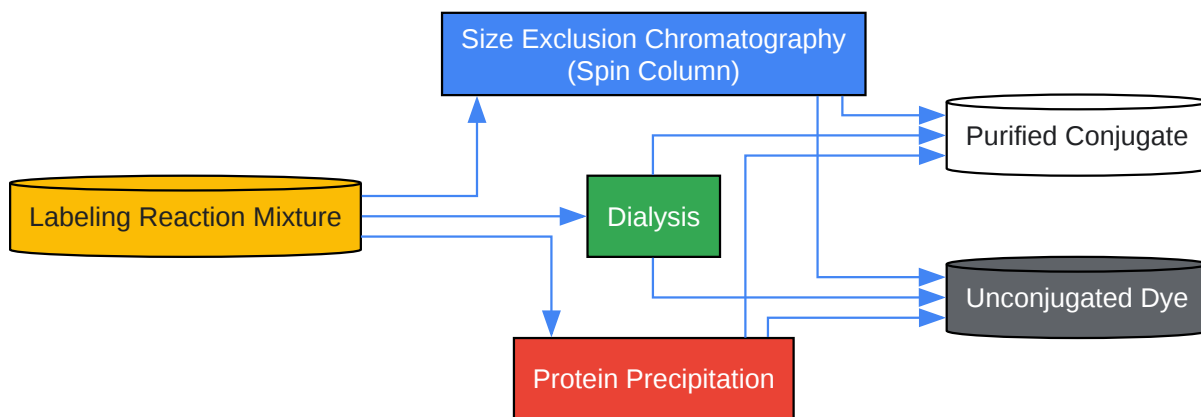 Size Exclusion Chromatography
(Spin Column)
Purified Conjugate
Labeling Reaction Mixture
Dialysis
Unconjugated Dye
Protein Precipitation